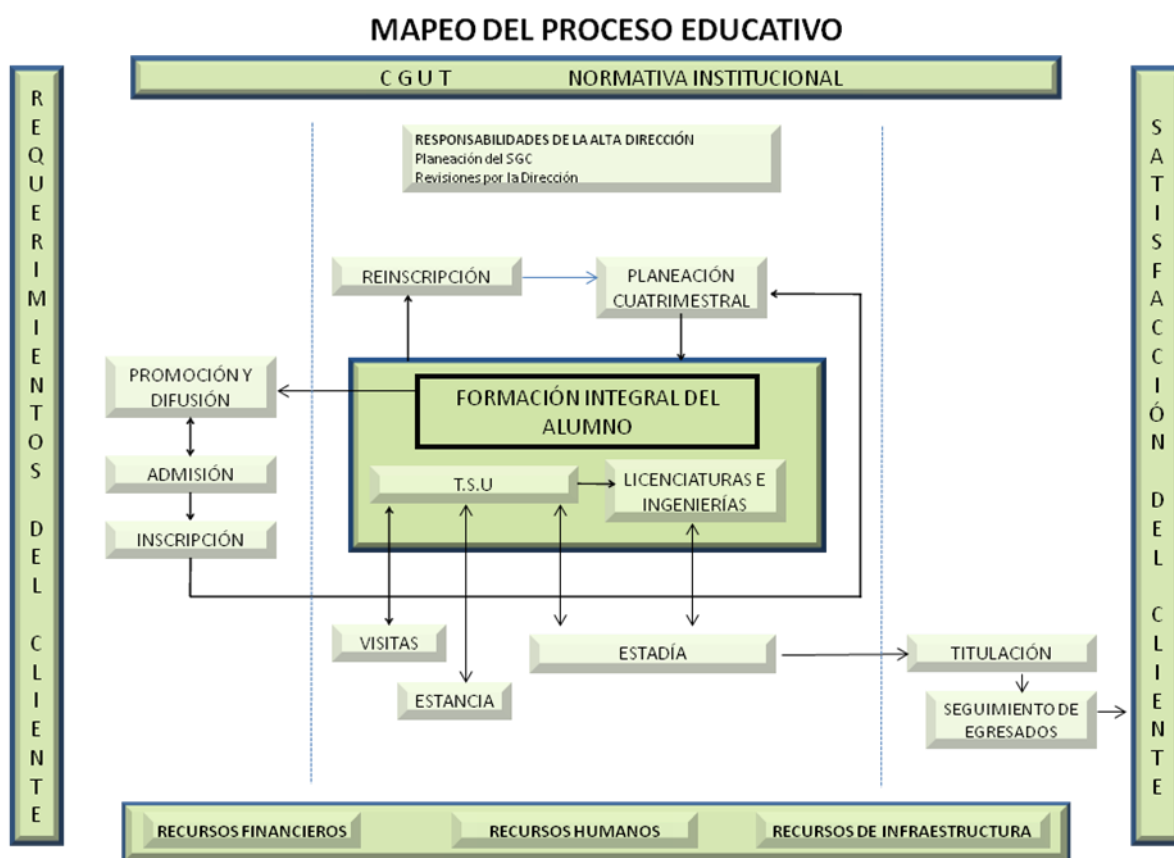 MAPEO DEL PROCESO EDUCATIVO
C G U T NORMATIVA INSTITUCIONAL
REQUERIMIENTOS DEL CLIENTE
RESPONSABILIDADES DE LA ALTA DIRECCIÓN
Planeación del SGC
Revisiones por la Dirección
REINSCRIPCIÓN
PLANEACIÓN
CUATRIMESTRAL
PROMOCIÓN Y
DIFUSIÓN
ADMISIÓN
INSCRIPCIÓN
FORMACIÓN INTEGRAL DEL
ALUMNO
T.S.U
LICENCIATURAS E
INGENIERÍAS
VISITAS
ESTANCIA
ESTADÍA
TITULACIÓN
SEGUIMIENTO DE
EGRESADOS
SATISFACCIÓN DEL CLIENTE
RECURSOS FINANCIEROS
RECURSOS HUMANOS
RECURSOS DE INFRAESTRUCTURA